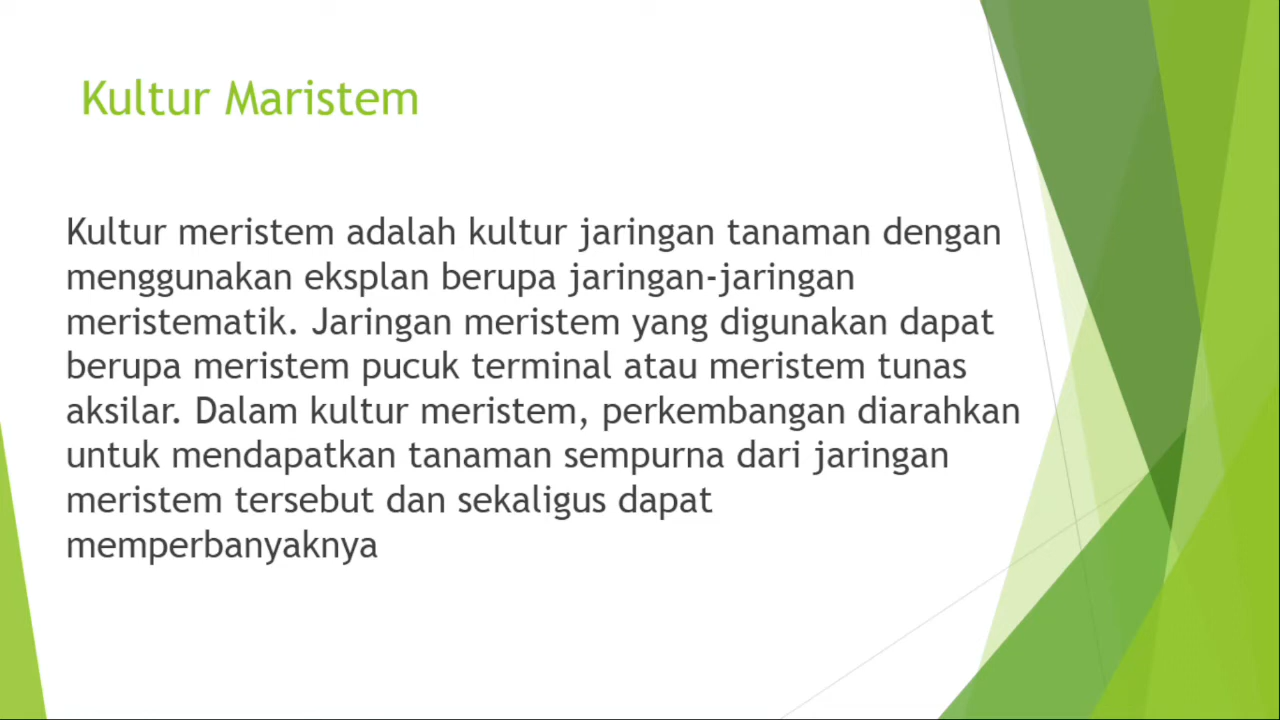 Kultur Maristem
Kultur meristem adalah kultur jaringan tanaman dengan
menggunakan eksplan berupa jaringan-jaringan
meristematik. Jaringan meristem yang digunakan dapat
berupa meristem pucuk terminal atau meristem tunas
aksilar. Dalam kultur meristem, perkembangan diarahkan
untuk mendapatkan tanaman sempurna dari jaringan
meristem tersebut dan sekaligus dapat
memperbanyaknya